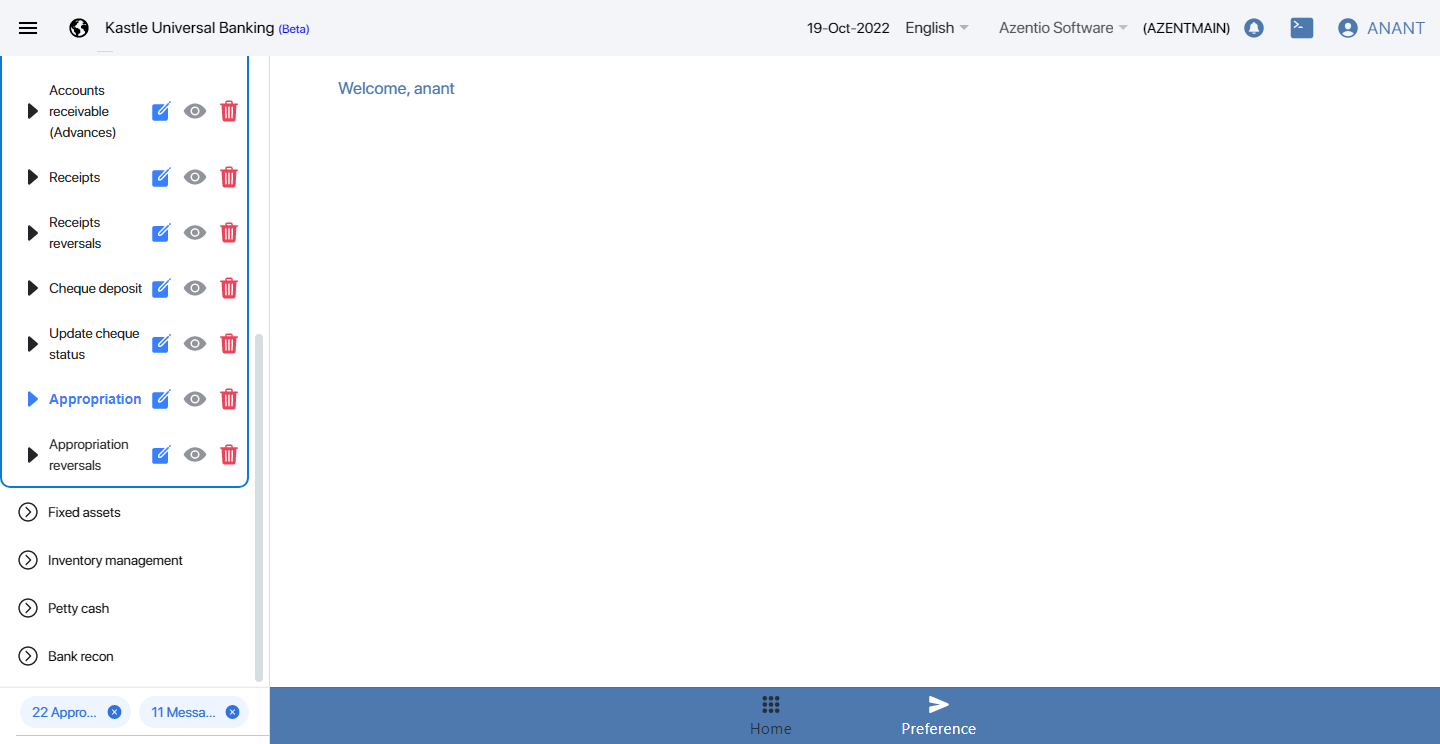 Kastle Universal Banking (Beta)
19-Oct-2022
English
Azentio Software
(AZENTMAIN)
ANANT
Accounts
receivable
(Advances)
Receipts
Receipts
reversals
Cheque deposit
Update cheque
status
Appropriation
Appropriation
reversals
Fixed assets
Inventory management
Petty cash
Bank recon
22 Appro...
11 Messa...
Welcome, anant
Home
Preference